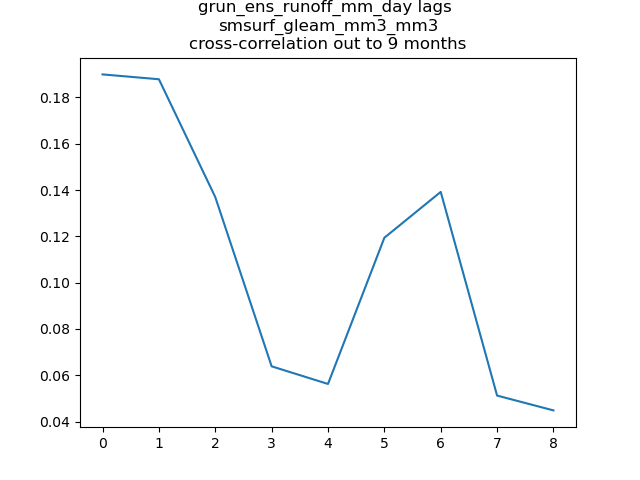 grun_ens_runoff_mm_day lags
smsurf_gleam_mm3_mm3
cross-correlation out to 9 months
0.18
0.16
0.14
0.12
0.10
0.08
0.06
0.04
0 1 2 3 4 5 6 7 8